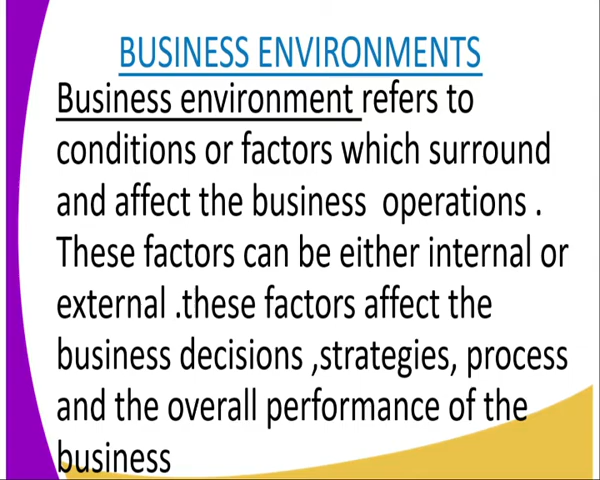 BUSINESS ENVIRONMENTS
Business environment refers to
conditions or factors which surround
and affect the business  operations .
These factors can be either internal or
external .these factors affect the
business decisions ,strategies, process
and the overall performance of the
business